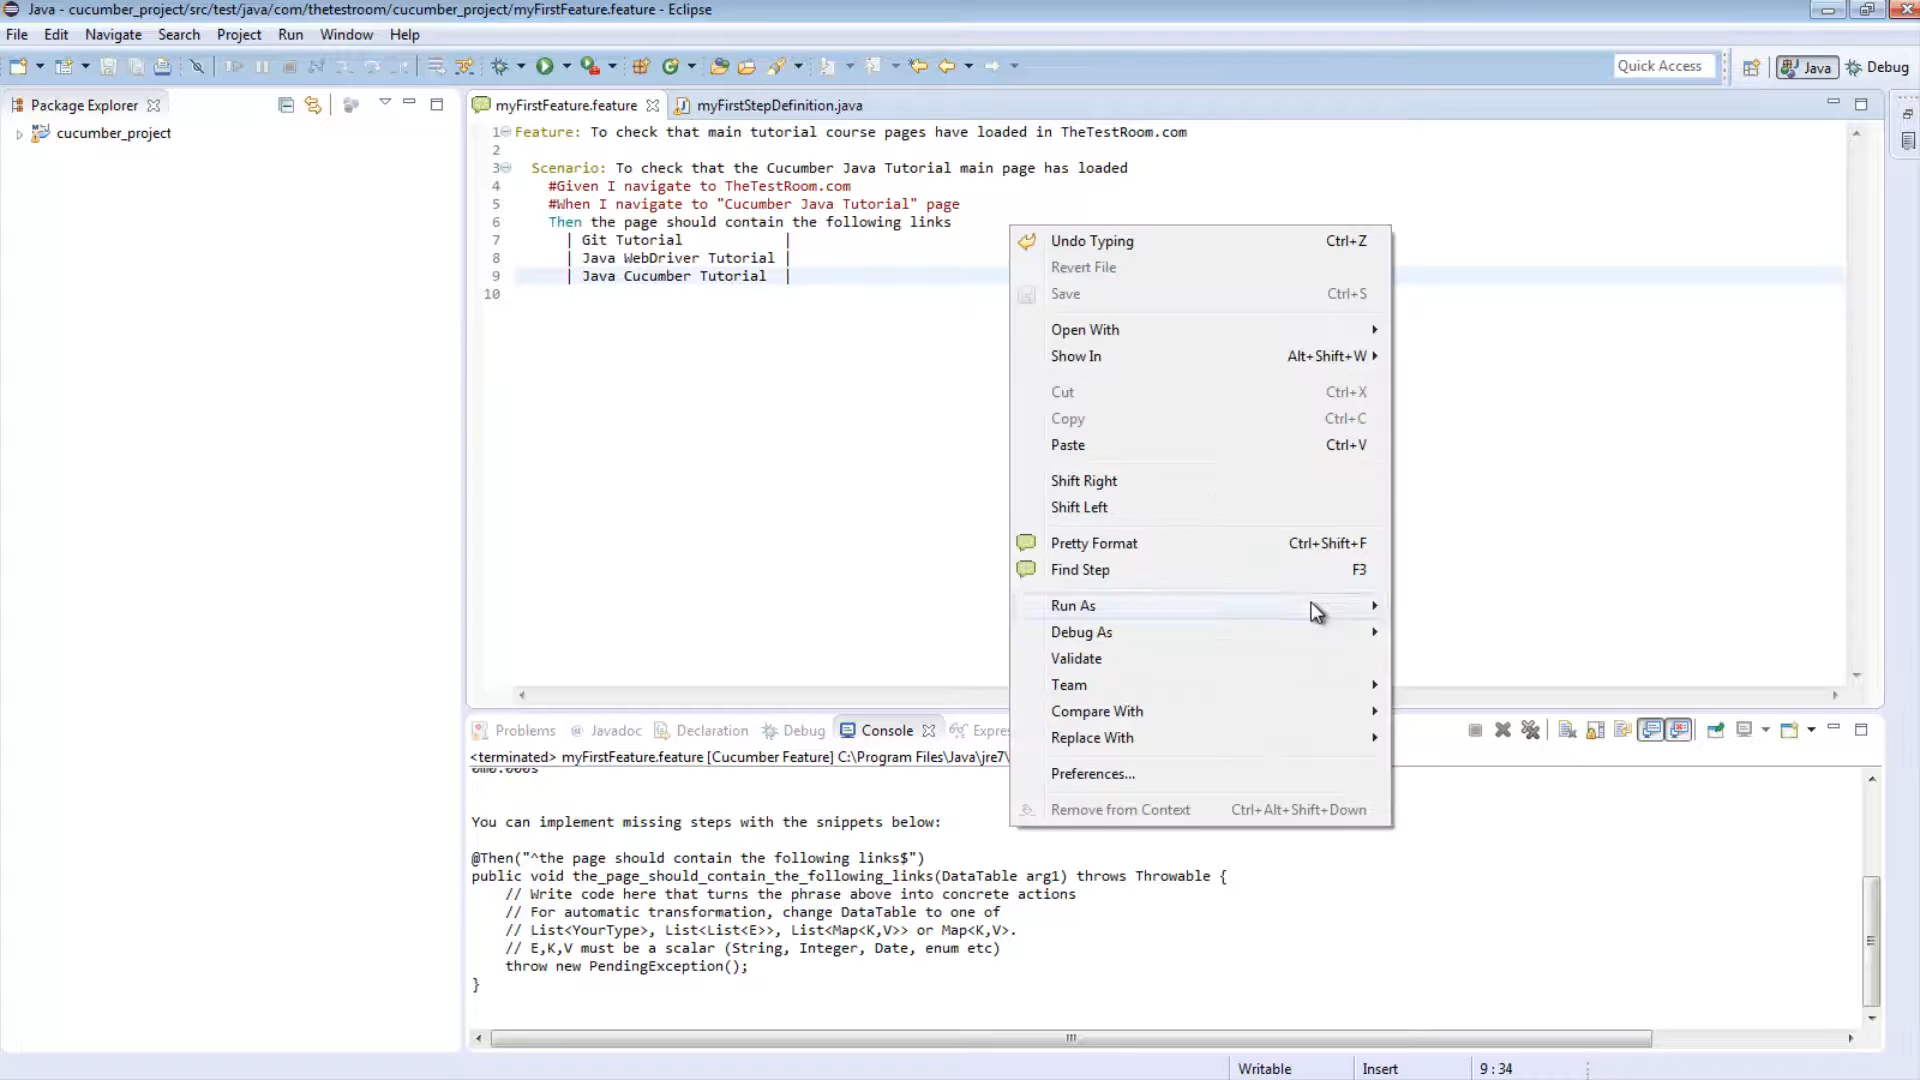 Java - cucumber_project/src/test/java/com/thetestroom/cucumber_project/myFirstFeature.feature - Eclipse
File Edit Navigate Search Project Run Window Help
Quick Access
Java
Debug
Package Explorer
cucumber_project
myFirstFeature.feature
myFirstStepDefinition.java
1 Feature: To check that main tutorial course pages have loaded in TheTestRoom.com
2
3 Scenario: To check that the Cucumber Java Tutorial main page has loaded
4 #Given I navigate to TheTestRoom.com
5 #When I navigate to "Cucumber Java Tutorial" page
6 Then the page should contain the following links
7 | Git Tutorial |
8 | Java WebDriver Tutorial |
9 | Java Cucumber Tutorial |
10
Undo Typing Ctrl+Z
Revert File
Save Ctrl+S
Open With
Show In Alt+Shift+W
Cut Ctrl+X
Copy Ctrl+C
Paste Ctrl+V
Shift Right
Shift Left
Pretty Format Ctrl+Shift+F
Find Step F3
Run As
Debug As
Validate
Team
Compare With
Replace With
Preferences...
Remove from Context Ctrl+Alt+Shift+Down
Problems @ Javadoc Declaration Debug Console Expre
<terminated> myFirstFeature.feature [Cucumber Feature] C:\Program Files\Java\jre7\
0m0.000s
You can implement missing steps with the snippets below:
@Then("^the page should contain the following links$")
public void the_page_should_contain_the_following_links(DataTable arg1) throws Throwable {
// Write code here that turns the phrase above into concrete actions
// For automatic transformation, change DataTable to one of
// List<YourType>, List<List<E>>, List<Map<K,V>> or Map<K,V>.
// E,K,V must be a scalar (String, Integer, Date, enum etc)
throw new PendingException();
}
Writable Insert 9 : 34